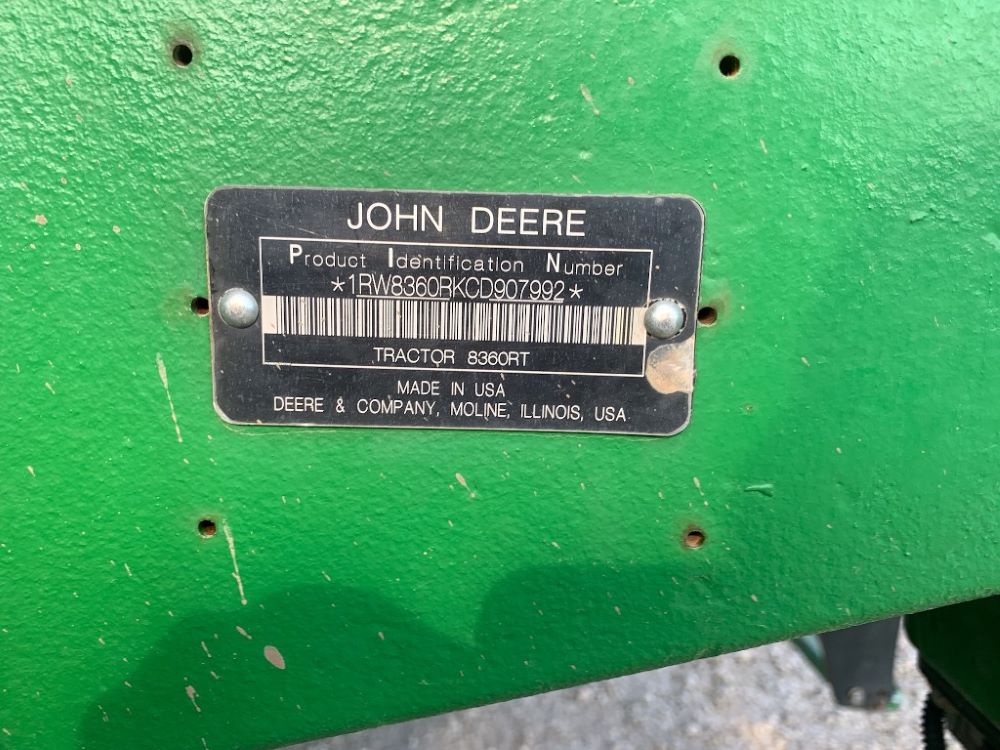 JOHN DEERE
Product Identification Number
*1RW8360RKCD907992*
TRACTOR 8360RT
MADE IN USA
DEERE & COMPANY, MOLINE, ILLINOIS, USA